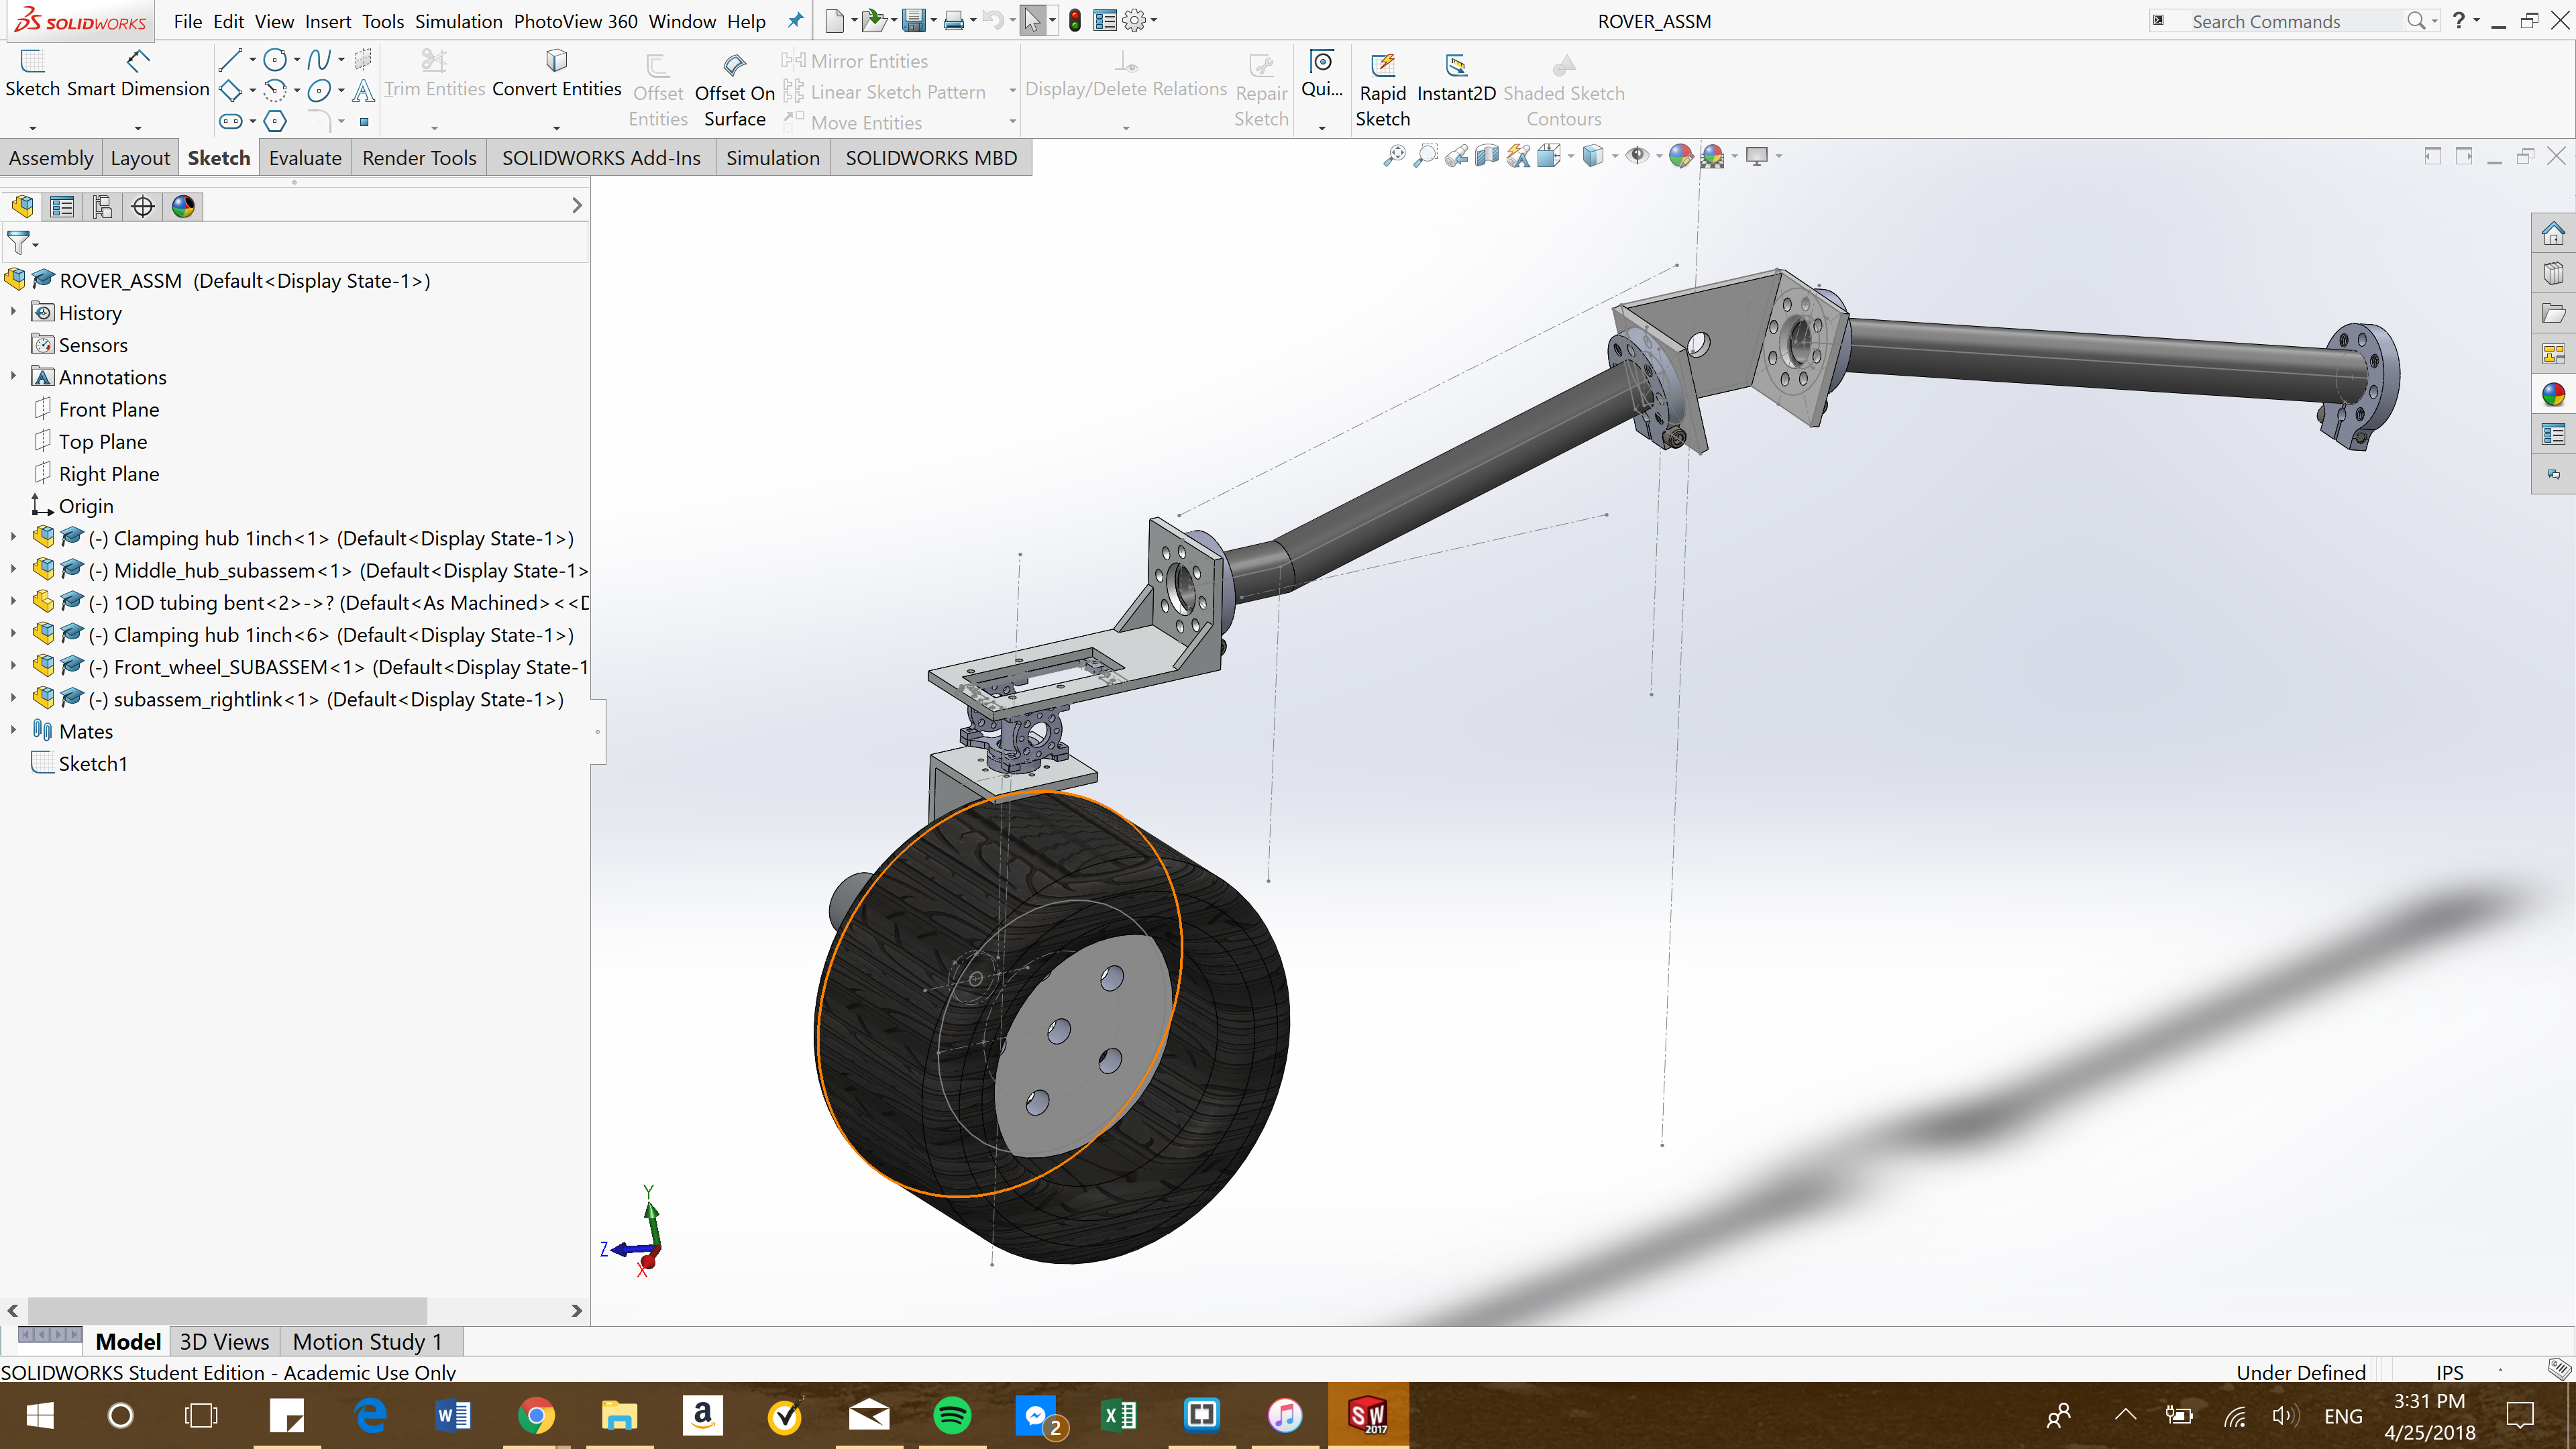 SOLIDWORKS File Edit View Insert Tools Simulation PhotoView 360 Window Help ROVER_ASSM Search Commands ?
Sketch Smart Dimension Trim Entities Convert Entities Offset Entities Offset On Surface Mirror Entities Linear Sketch Pattern Move Entities Display/Delete Relations Repair Sketch Qui... Rapid Sketch Instant2D Shaded Sketch Contours
Assembly Layout Sketch Evaluate Render Tools SOLIDWORKS Add-Ins Simulation SOLIDWORKS MBD
ROVER_ASSM (Default<Display State-1>)
History
Sensors
Annotations
Front Plane
Top Plane
Right Plane
Origin
(-) Clamping hub 1inch<1> (Default<Display State-1>)
(-) Middle_hub_subassem<1> (Default<Display State-1>
(-) 1OD tubing bent<2>->? (Default<As Machined><<D
(-) Clamping hub 1inch<6> (Default<Display State-1>)
(-) Front_wheel_SUBASSEM<1> (Default<Display State-1
(-) subassem_rightlink<1> (Default<Display State-1>)
Mates
Sketch1
Y
Z
X
Model 3D Views Motion Study 1
SOLIDWORKS Student Edition - Academic Use Only Under Defined IPS
2 SW 2017 ENG 3:31 PM
4/25/2018